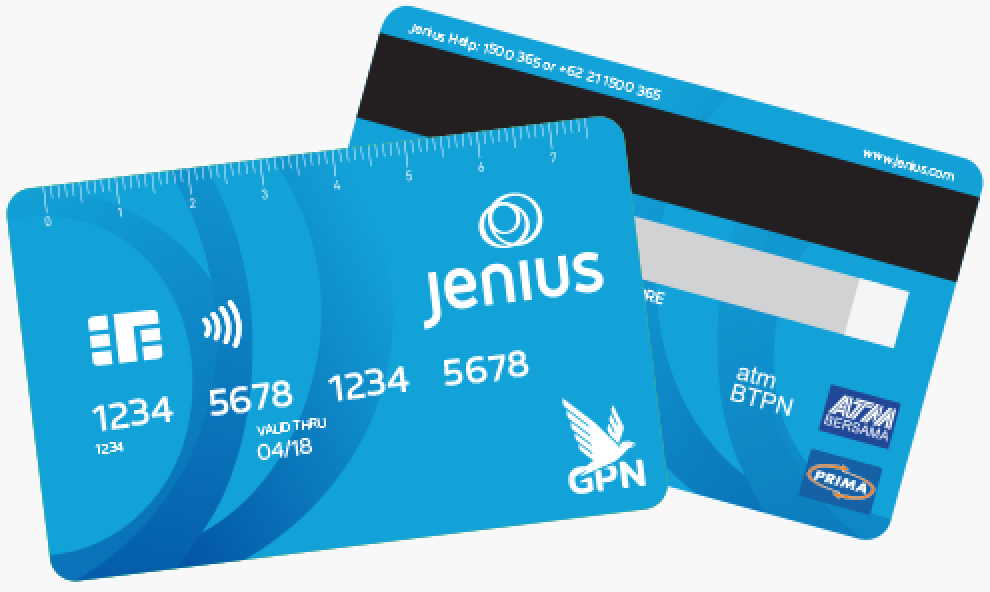 Jenius Help: 1500 365 or +62 21 1500 365
www.jenius.com
0 1 2 3 4 5 6 7
Jenius
1234 5678 1234 5678
1234
VALID THRU
04/18
GPN
atm
BTPN
ATM
BERSAMA
PRIMA